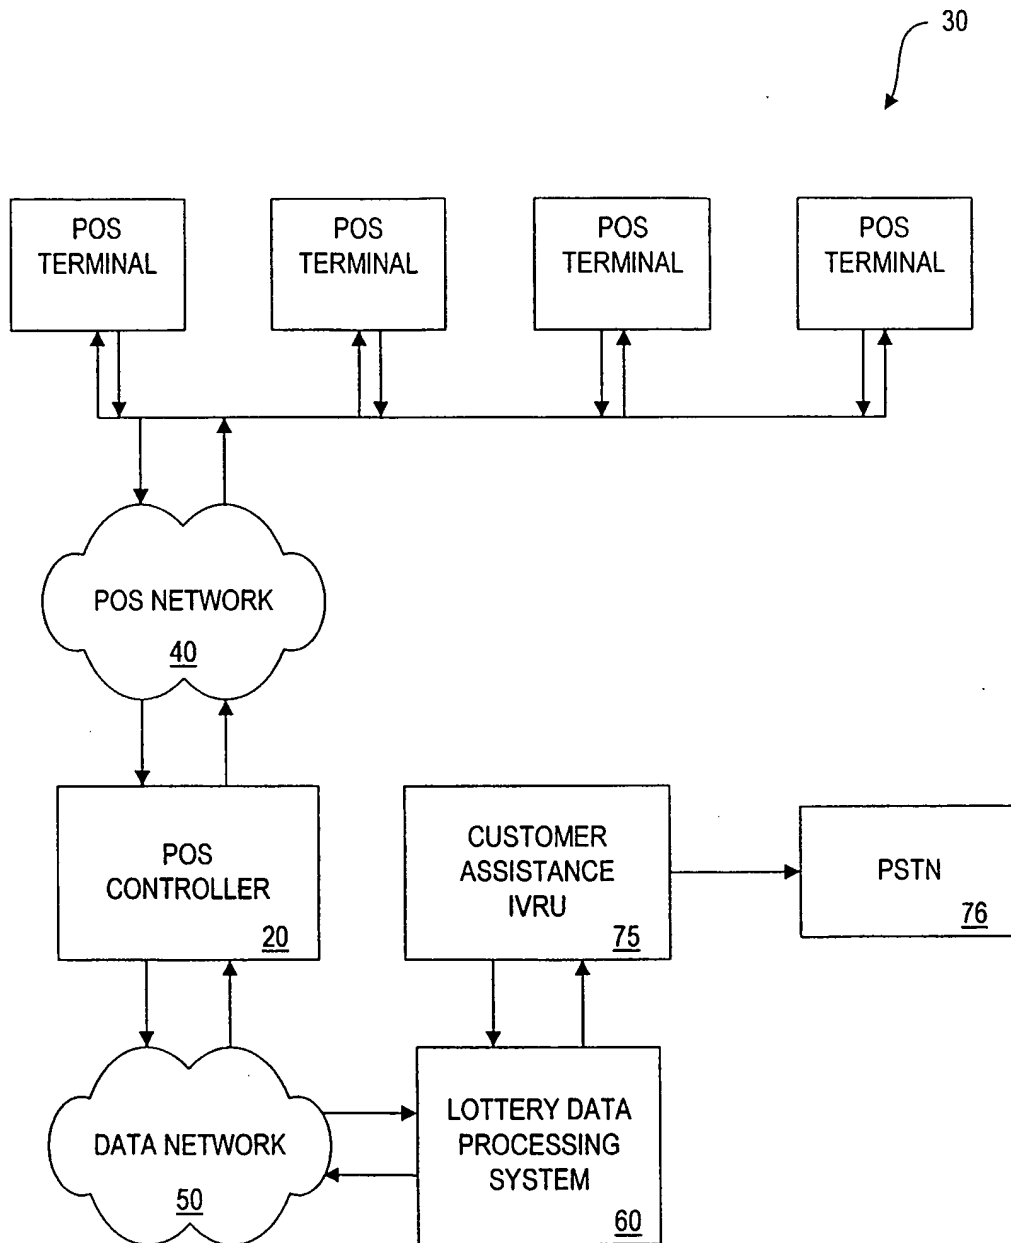 30
POS
TERMINAL
POS
TERMINAL
POS
TERMINAL
POS
TERMINAL
POS NETWORK
40
POS
CONTROLLER
20
CUSTOMER
ASSISTANCE
IVRU
75
PSTN
76
DATA NETWORK
50
LOTTERY DATA
PROCESSING
SYSTEM
60